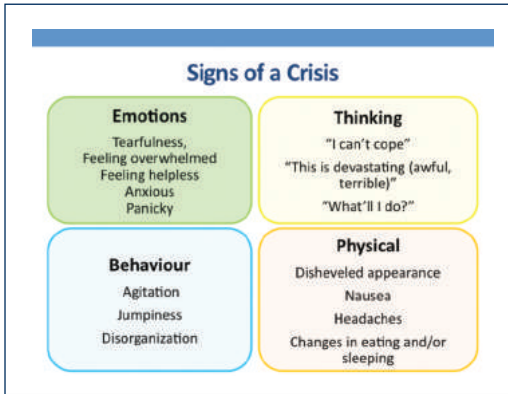 Signs of a Crisis
Emotions
Tearfulness,
Feeling overwhelmed
Feeling helpless
Anxious
Panicky
Thinking
"I can't cope"
"This is devastating (awful,
terrible)"
"What'll I do?"
Behaviour
Agitation
Jumpiness
Disorganization
Physical
Disheveled appearance
Nausea
Headaches
Changes in eating and/or
sleeping